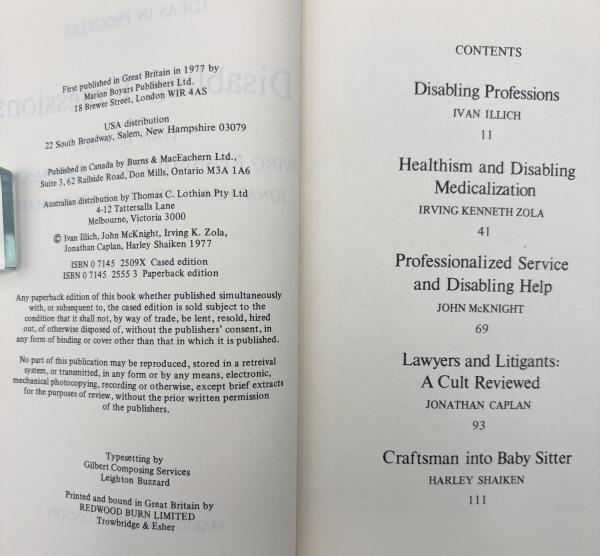 First published in Great Britain in 1977 by
Marion Boyars Publishers Ltd.
18 Brewer Street, London WIR 4AS
USA distribution
22 South Broadway, Salem, New Hampshire 03079
Published in Canada by Burns & MacEachern Ltd.,
Suite 3, 62 Railside Road, Don Mills, Ontario M3A 1A6
Australian distribution by Thomas C. Lothian Pty Ltd
4-12 Tattersalls Lane
Melbourne, Victoria 3000
© Ivan Illich, John McKnight, Irving K. Zola,
Jonathan Caplan, Harley Shaiken 1977
ISBN 0 7145 2509X Cased edition
ISBN 0 7145 2555 3 Paperback edition
Any paperback edition of this book whether published simultaneously
with, or subsequent to, the cased edition is sold subject to the
condition that it shall not, by way of trade, be lent, resold, hired
out, of otherwise disposed of, without the publishers' consent, in
any form of binding or cover other than that in which it is published.
No part of this publication may be reproduced, stored in a retreival
system, or transmitted, in any form or by any means, electronic,
mechanical photocopying, recording or otherwise, except brief extracts
for the purposes of review, without the prior written permission
of the publishers.
Typesetting by
Gilbert Composing Services
Leighton Buzzard
Printed and bound in Great Britain by
REDWOOD BURN LIMITED
Trowbridge & Esher
CONTENTS
Disabling Professions
IVAN ILLICH
11
Healthism and Disabling
Medicalization
IRVING KENNETH ZOLA
41
Professionalized Service
and Disabling Help
JOHN McKNIGHT
69
Lawyers and Litigants:
A Cult Reviewed
JONATHAN CAPLAN
93
Craftsman into Baby Sitter
HARLEY SHAIKEN
111